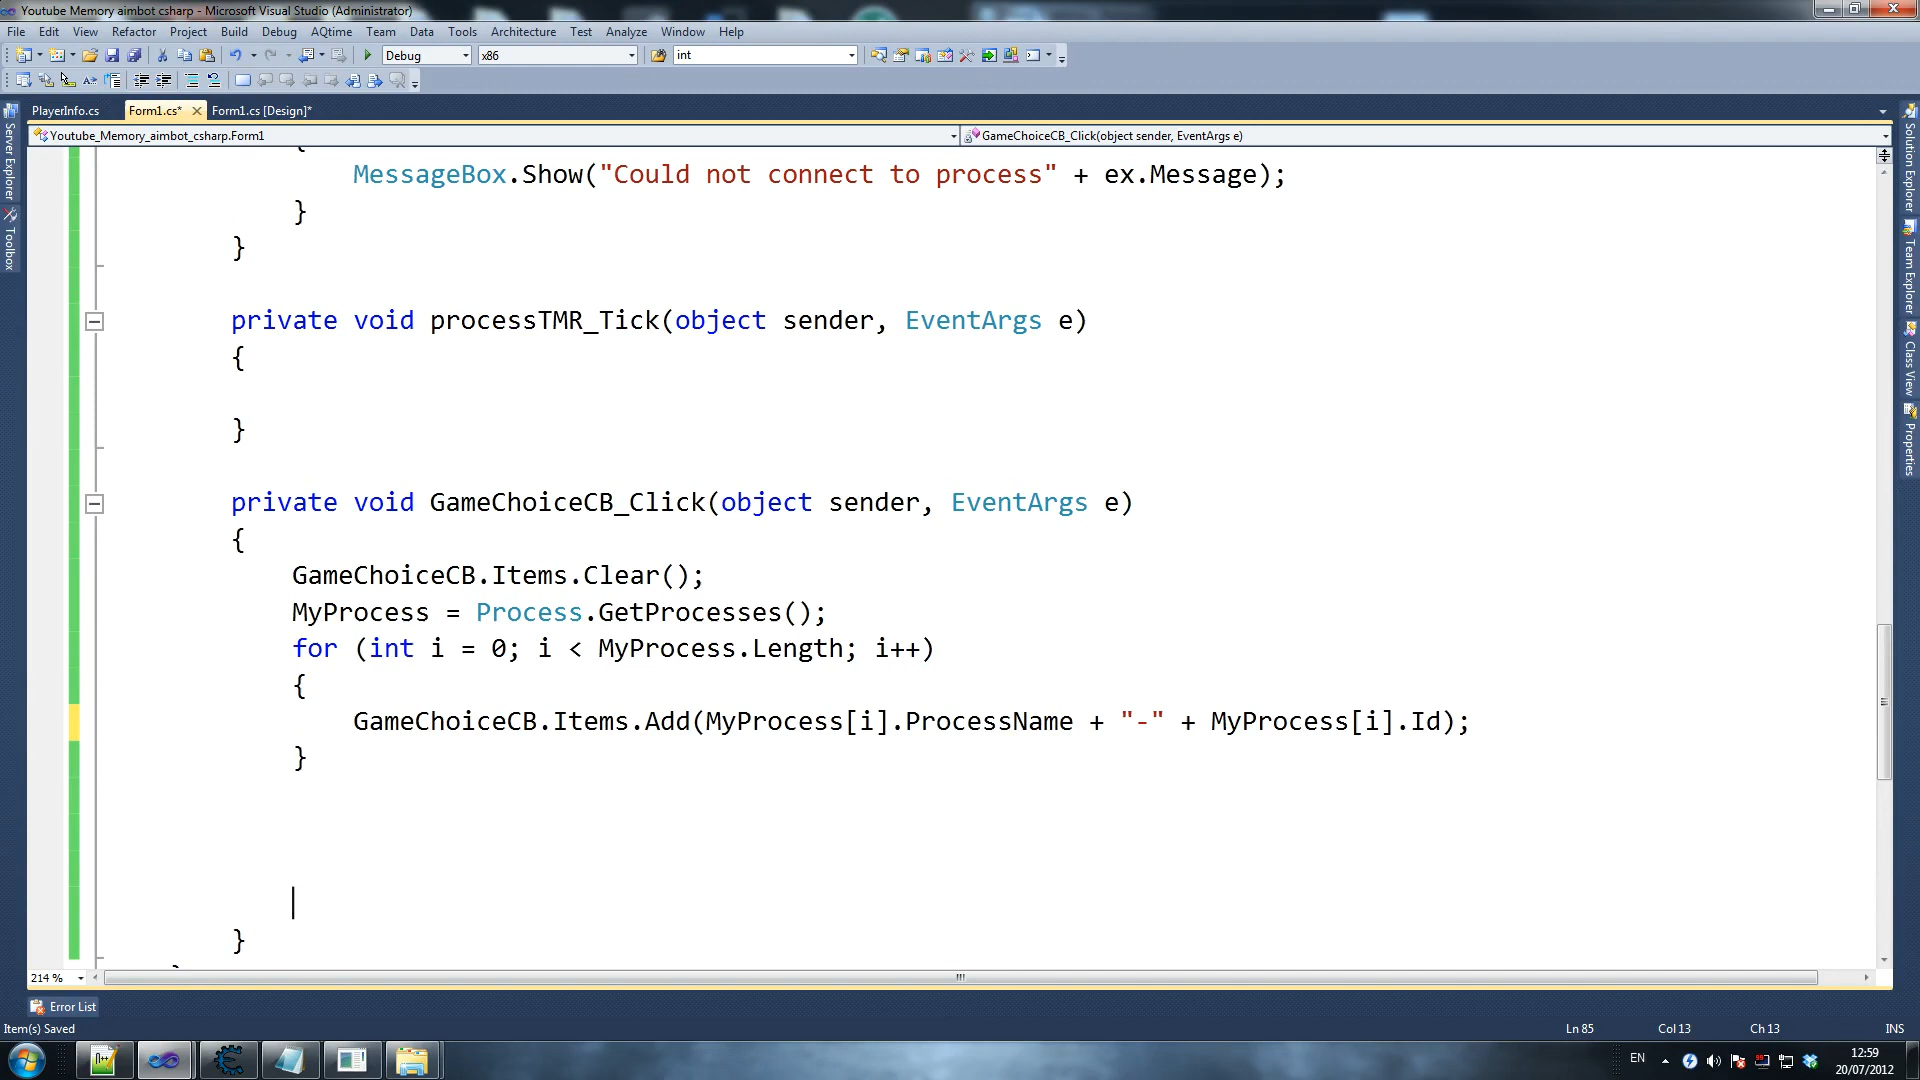 Youtube Memory aimbot csharp - Microsoft Visual Studio (Administrator)
File Edit View Refactor Project Build Debug AQtime Team Data Tools Architecture Test Analyze Window Help
Debug x86 int
PlayerInfo.cs Form1.cs* Form1.cs [Design]*
Youtube_Memory_aimbot_csharp.Form1 GameChoiceCB_Click(object sender, EventArgs e)
Server Explorer
Toolbox
Solution Explorer
Team Explorer
Class View
Properties
{
MessageBox.Show("Could not connect to process" + ex.Message);
}
}
private void processTMR_Tick(object sender, EventArgs e)
{
}
private void GameChoiceCB_Click(object sender, EventArgs e)
{
GameChoiceCB.Items.Clear();
MyProcess = Process.GetProcesses();
for (int i = 0; i < MyProcess.Length; i++)
{
GameChoiceCB.Items.Add(MyProcess[i].ProcessName + "-" + MyProcess[i].Id);
}
}
214 %
Error List
Item(s) Saved Ln 85 Col 13 Ch 13 INS
EN 12:59
20/07/2012